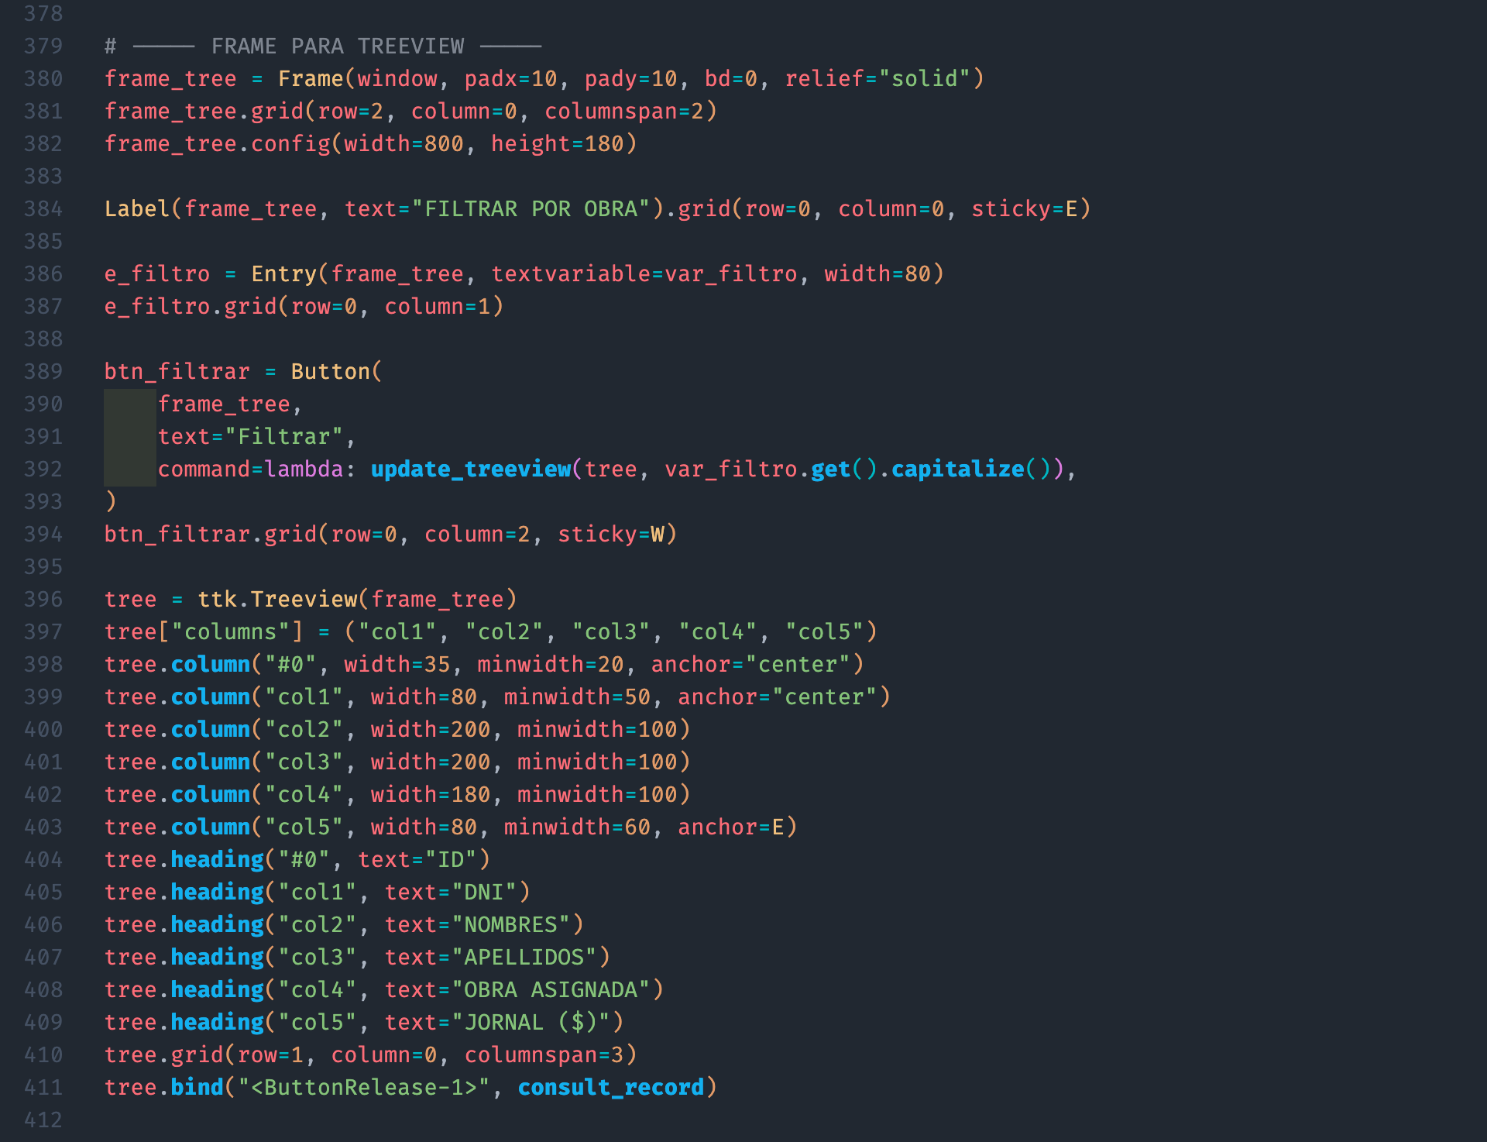 378
379 # ––––– FRAME PARA TREEVIEW –––––
380 frame_tree = Frame(window, padx=10, pady=10, bd=0, relief="solid")
381 frame_tree.grid(row=2, column=0, columnspan=2)
382 frame_tree.config(width=800, height=180)
383
384 Label(frame_tree, text="FILTRAR POR OBRA").grid(row=0, column=0, sticky=E)
385
386 e_filtro = Entry(frame_tree, textvariable=var_filtro, width=80)
387 e_filtro.grid(row=0, column=1)
388
389 btn_filtrar = Button(
390     frame_tree,
391     text="Filtrar",
392     command=lambda: update_treeview(tree, var_filtro.get().capitalize()),
393 )
394 btn_filtrar.grid(row=0, column=2, sticky=W)
395
396 tree = ttk.Treeview(frame_tree)
397 tree["columns"] = ("col1", "col2", "col3", "col4", "col5")
398 tree.column("#0", width=35, minwidth=20, anchor="center")
399 tree.column("col1", width=80, minwidth=50, anchor="center")
400 tree.column("col2", width=200, minwidth=100)
401 tree.column("col3", width=200, minwidth=100)
402 tree.column("col4", width=180, minwidth=100)
403 tree.column("col5", width=80, minwidth=60, anchor=E)
404 tree.heading("#0", text="ID")
405 tree.heading("col1", text="DNI")
406 tree.heading("col2", text="NOMBRES")
407 tree.heading("col3", text="APELLIDOS")
408 tree.heading("col4", text="OBRA ASIGNADA")
409 tree.heading("col5", text="JORNAL ($)")
410 tree.grid(row=1, column=0, columnspan=3)
411 tree.bind("<ButtonRelease-1>", consult_record)
412